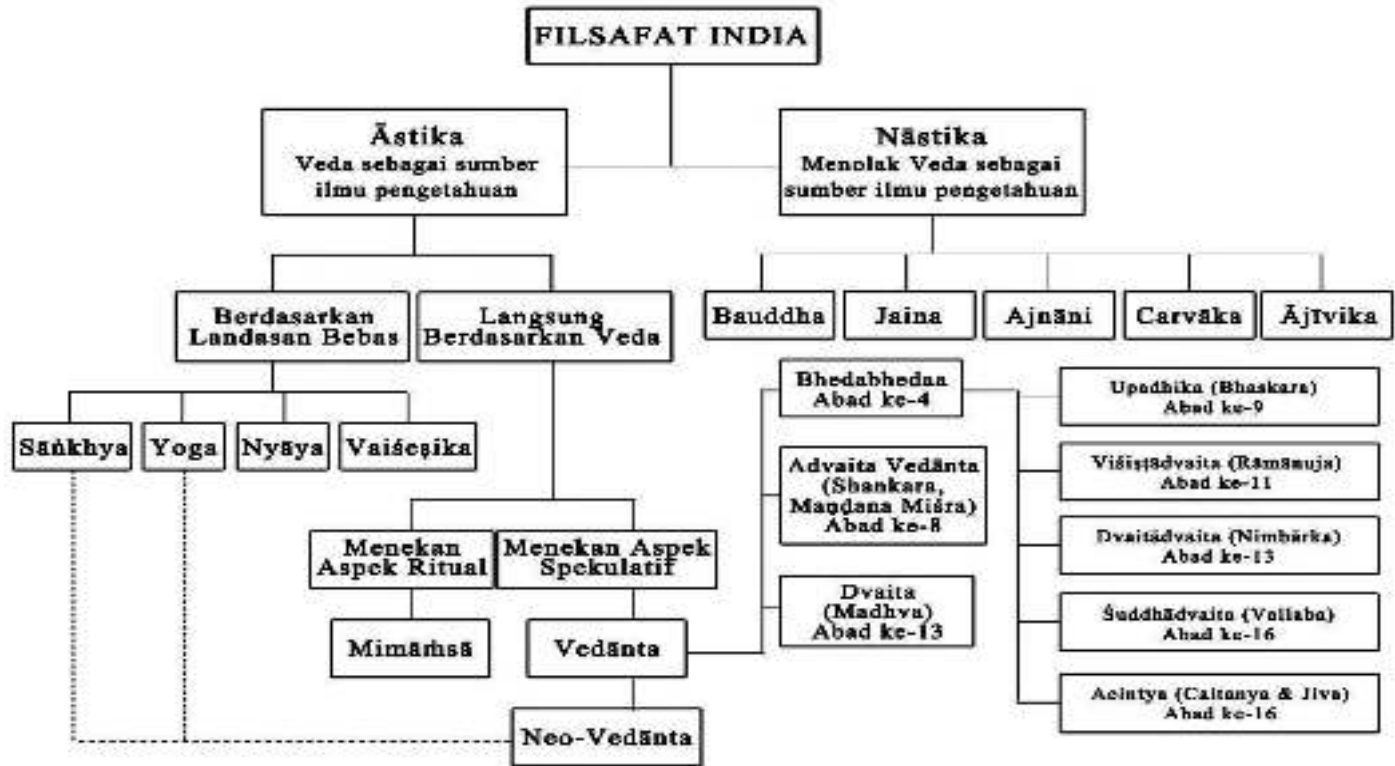 FILSAFAT INDIA
Āstika
Veda sebagai sumber
ilmu pengetahuan
Nāstika
Menolak Veda sebagai
sumber ilmu pengetahuan
Berdasarkan
Landasan Bebas
Langsung
Berdasarkan Veda
Bauddha
Jaina
Ajnāni
Carvāka
Ājīvika
Sāṅkhya
Yoga
Nyāya
Vaiśeṣika
Menekan
Aspek Ritual
Menekan Aspek
Spekulatif
Mimāṁsā
Vedānta
Neo-Vedānta
Bhedabhedaa
Abad ke-4
Advaita Vedānta
(Shankara,
Maṇḍana Miśra)
Abad ke-8
Dvaita
(Madhva)
Abad ke-13
Upadhika (Bhaskara)
Abad ke-9
Viśiṣṭādvaita (Rāmānuja)
Abad ke-11
Dvaitādvaita (Nimbārka)
Abad ke-13
Śuddhādvaita (Vallaba)
Abad ke-16
Acintya (Caitanya & Jiva)
Abad ke-16